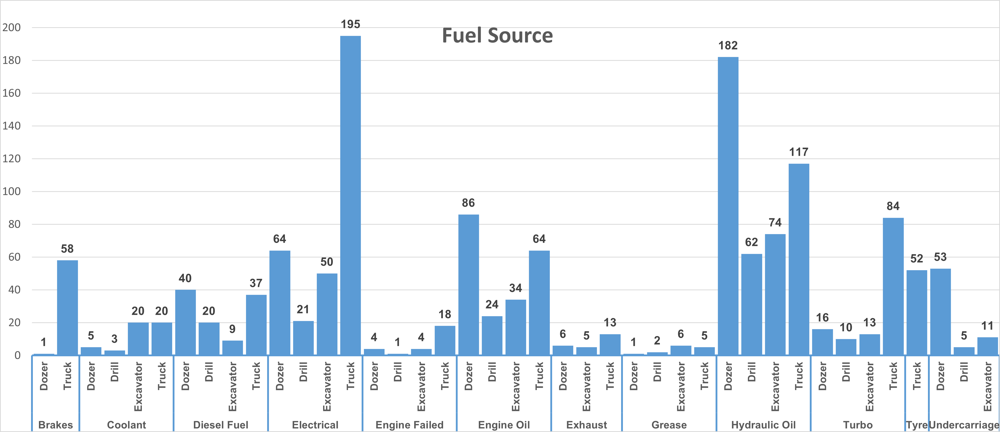 Fuel Source
200
180
160
140
120
100
80
60
40
20
0
1 58 5 3 20 20 40 20 9 37 64 21 50 195 4 1 4 18 86 24 34 64 6 5 13 1 2 6 5 182 62 74 117 16 10 13 84 52 53 5 11
Dozer Truck Dozer Drill Excavator Truck Dozer Drill Excavator Truck Dozer Drill Excavator Truck Dozer Drill Excavator Truck Dozer Drill Excavator Truck Dozer Excavator Truck Dozer Drill Excavator Truck Dozer Drill Excavator Truck Dozer Drill Excavator Truck Truck Dozer Drill Excavator
Brakes Coolant Diesel Fuel Electrical Engine Failed Engine Oil Exhaust Grease Hydraulic Oil Turbo Tyre Undercarriage